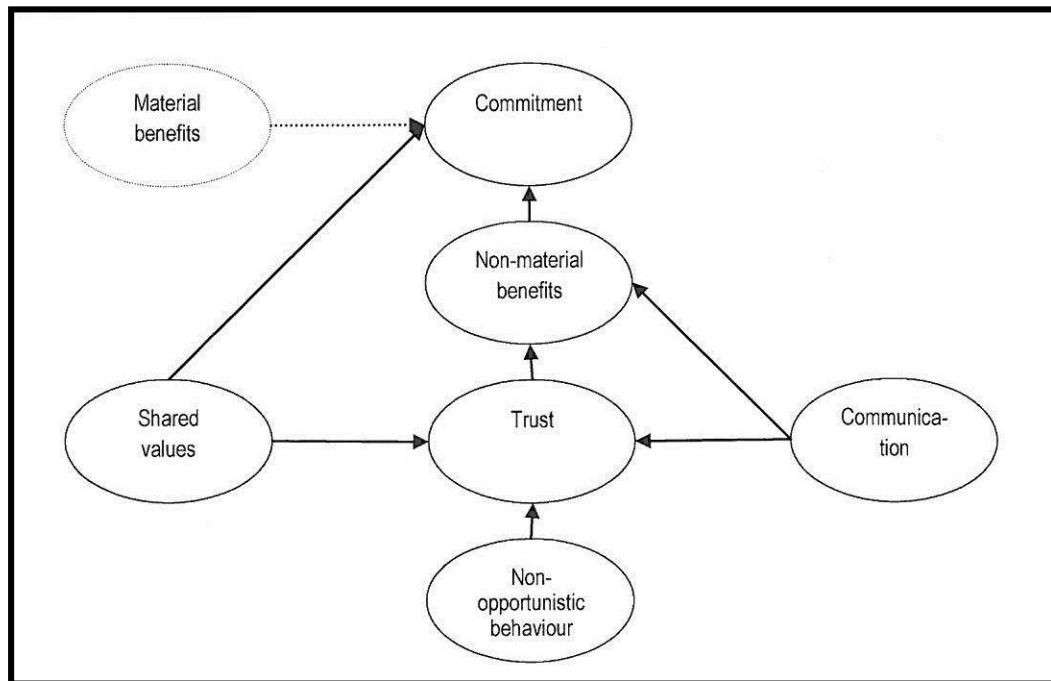 Material
benefits
Commitment
Non-material
benefits
Shared
values
Trust
Communica-
tion
Non-
opportunistic
behaviour